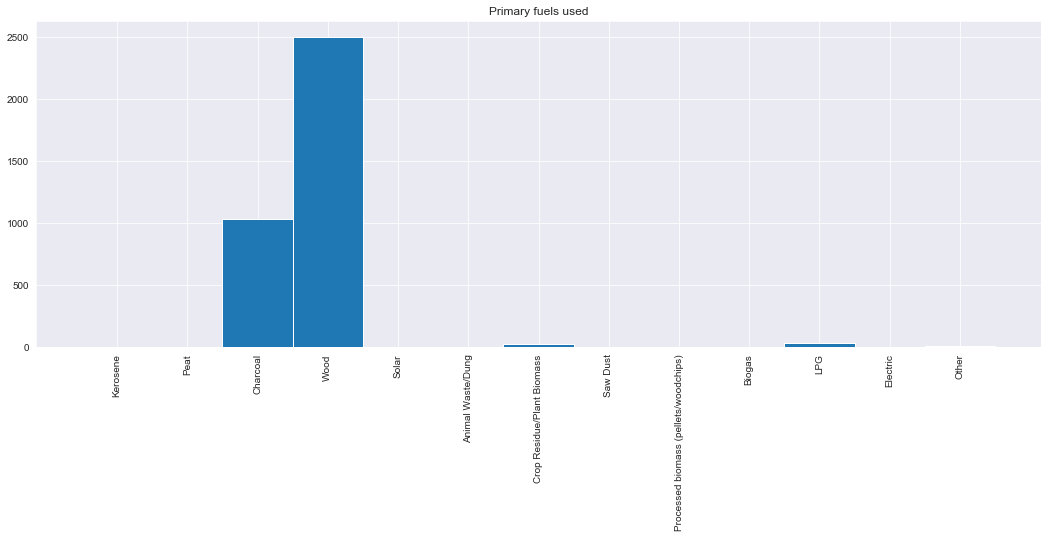 Primary fuels used
2500
2000
1500
1000
500
0
Kerosene
Peat
Charcoal
Wood
Solar
Animal Waste/Dung
Crop Residue/Plant Biomass
Saw Dust
Processed biomass (pellets/woodchips)
Biogas
LPG
Electric
Other